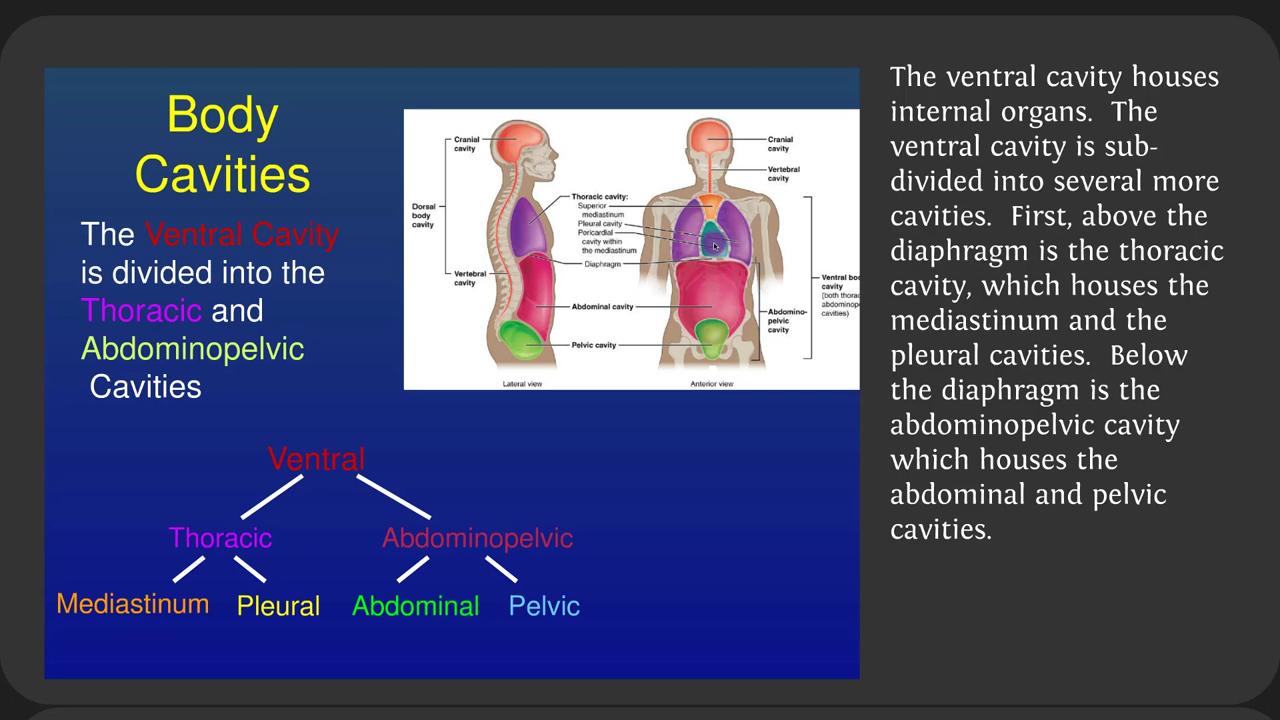 Body
Cavities
The Ventral Cavity
is divided into the
Thoracic and
Abdominopelvic
Cavities
Cranial
cavity
Dorsal
body
cavity
Vertebral
cavity
Lateral view
Thoracic cavity:
Superior
mediastinum
Pleural cavity
Pericardial
cavity within
the mediastinum
Diaphragm
Abdominal cavity
Pelvic cavity
Cranial
cavity
Vertebral
cavity
Abdomino-
pelvic
cavity
Ventral bod
cavity
(both thorac
abdominope
cavities)
Anterior view
Ventral
Thoracic Abdominopelvic
Mediastinum Pleural Abdominal Pelvic
The ventral cavity houses
internal organs. The
ventral cavity is sub-
divided into several more
cavities. First, above the
diaphragm is the thoracic
cavity, which houses the
mediastinum and the
pleural cavities. Below
the diaphragm is the
abdominopelvic cavity
which houses the
abdominal and pelvic
cavities.